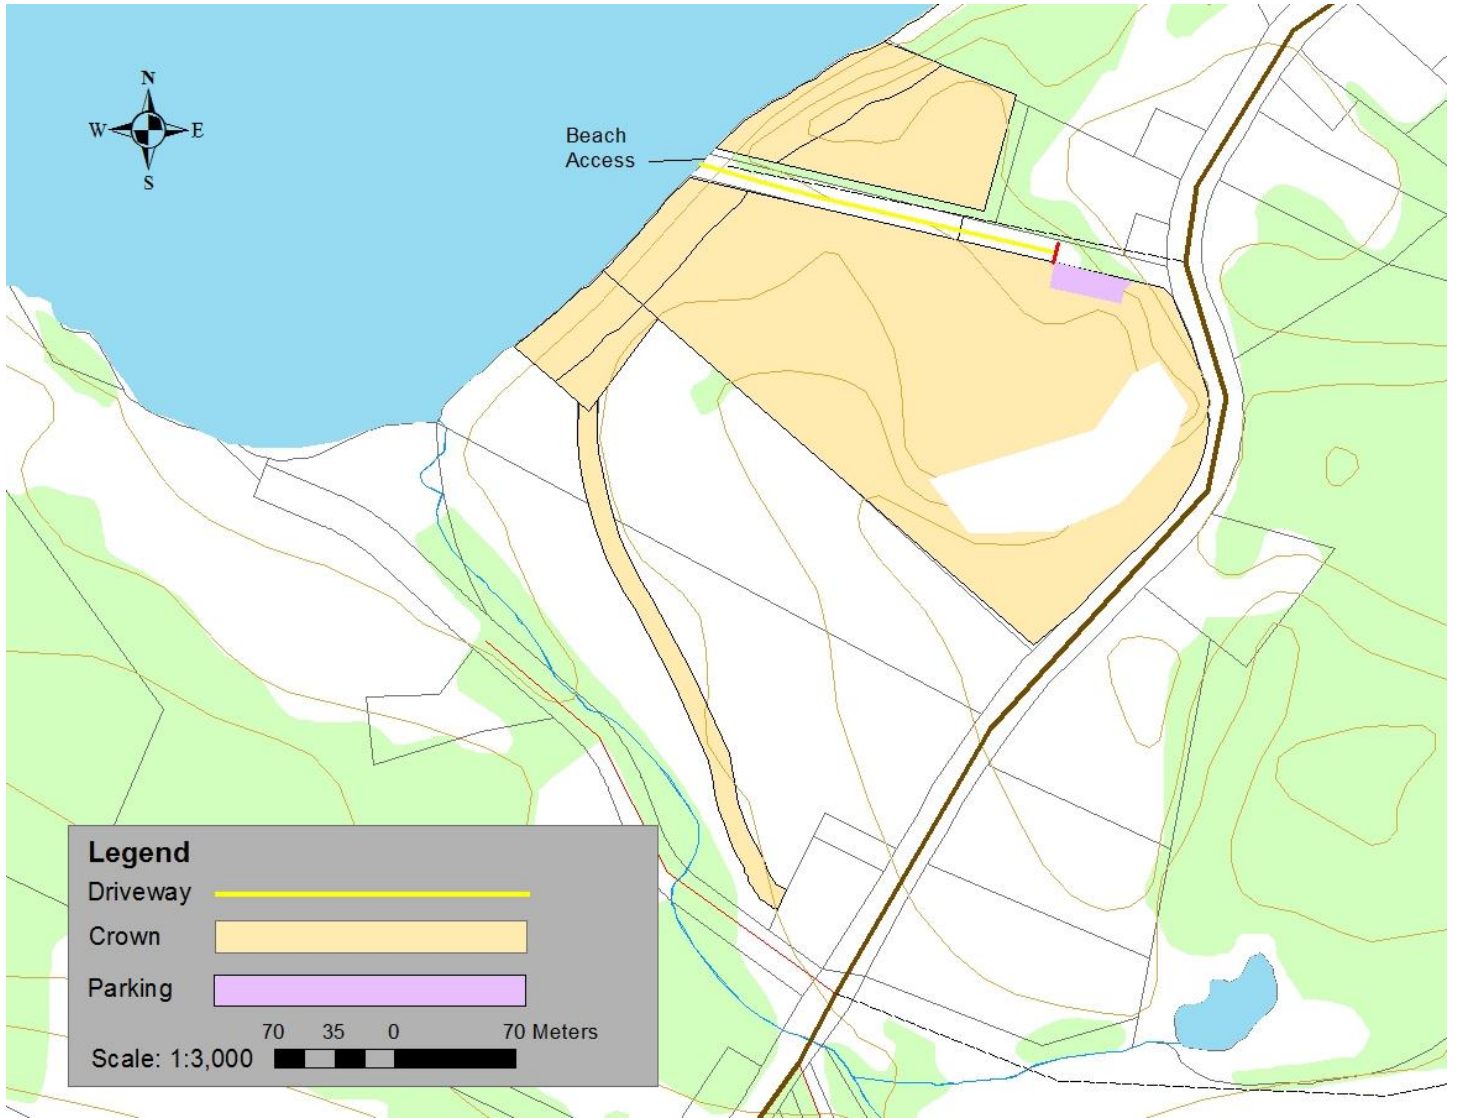 N
W E
S
Beach
Access
Legend
Driveway
Crown
Parking
70 35 0 70 Meters
Scale: 1:3,000